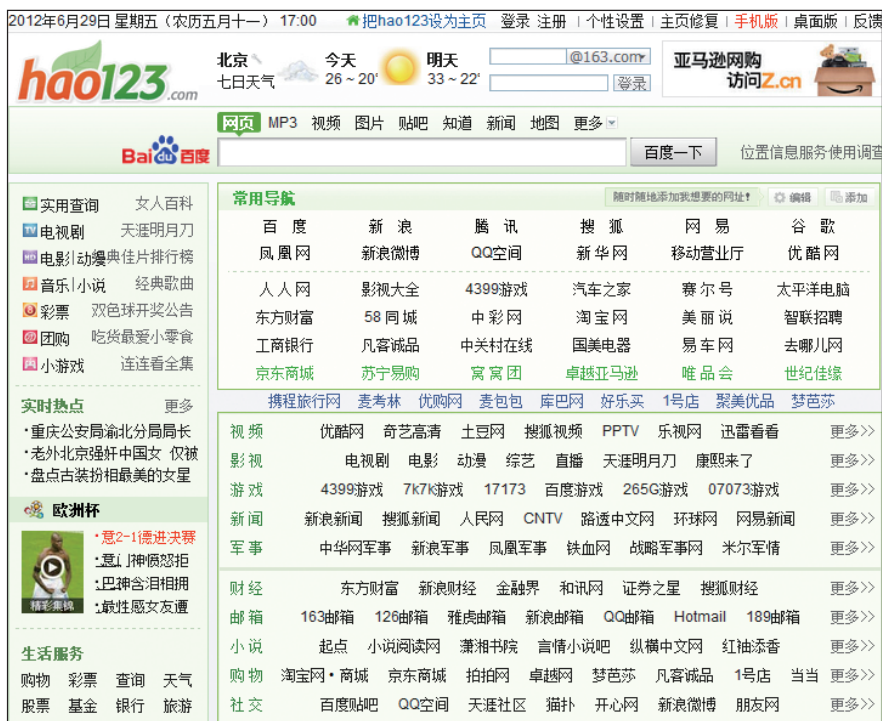 2012年6月29日 星期五（农历五月十一） 17:00 把hao123设为主页 登录 注册 | 个性设置 | 主页修复 | 手机版 | 桌面版 | 反馈
hao123.com
北京 今天 明天 @163.com
七日天气 26 ~ 20' 33 ~ 22' 登录
亚马逊网购
访问Z.cn
网页 MP3 视频 图片 贴吧 知道 新闻 地图 更多
Bai du 百度 百度一下 位置信息服务使用调查
实用查询 女人百科
电视剧 天涯明月刀
电影|动漫 典佳片排行榜
音乐|小说 经典歌曲
彩票 双色球开奖公告
团购 吃货最爱小零食
小游戏 连连看全集
实时热点 更多
·重庆公安局渝北分局局长
·老外北京强奸中国女 仅被
·盘点古装扮相最美的女星
欧洲杯
·意2-1德进决赛
·意门神愤怒拒
·巴神含泪相拥
·最性感女友遭
精彩集锦
生活服务
购物 彩票 查询 天气
股票 基金 银行 旅游
常用导航 随时随地添加我想要的网址! 编辑 添加
百度 新浪 腾讯 搜狐 网易 谷歌
凤凰网 新浪微博 QQ空间 新华网 移动营业厅 优酷网
人人网 影视大全 4399游戏 汽车之家 赛尔号 太平洋电脑
东方财富 58同城 中彩网 淘宝网 美丽说 智联招聘
工商银行 凡客诚品 中关村在线 国美电器 易车网 去哪儿网
京东商城 苏宁易购 窝窝团 卓越亚马逊 唯品会 世纪佳缘
携程旅行网 麦考林 优购网 麦包包 库巴网 好乐买 1号店 聚美优品 梦芭莎
视频 优酷网 奇艺高清 土豆网 搜狐视频 PPTV 乐视网 迅雷看看 更多>>
影视 电视剧 电影 动漫 综艺 直播 天涯明月刀 康熙来了 更多>>
游戏 4399游戏 7k7k游戏 17173 百度游戏 265G游戏 07073游戏 更多>>
新闻 新浪新闻 搜狐新闻 人民网 CNTV 路透中文网 环球网 网易新闻 更多>>
军事 中华网军事 新浪军事 凤凰军事 铁血网 战略军事网 米尔军情 更多>>
财经 东方财富 新浪财经 金融界 和讯网 证券之星 搜狐财经 更多>>
邮箱 163邮箱 126邮箱 雅虎邮箱 新浪邮箱 QQ邮箱 Hotmail 189邮箱 更多>>
小说 起点 小说阅读网 潇湘书院 言情小说吧 纵横中文网 红袖添香 更多>>
购物 淘宝网·商城 京东商城 拍拍网 卓越网 梦芭莎 凡客诚品 1号店 当当 更多>>
社交 百度贴吧 QQ空间 天涯社区 猫扑 开心网 新浪微博 朋友网 更多>>